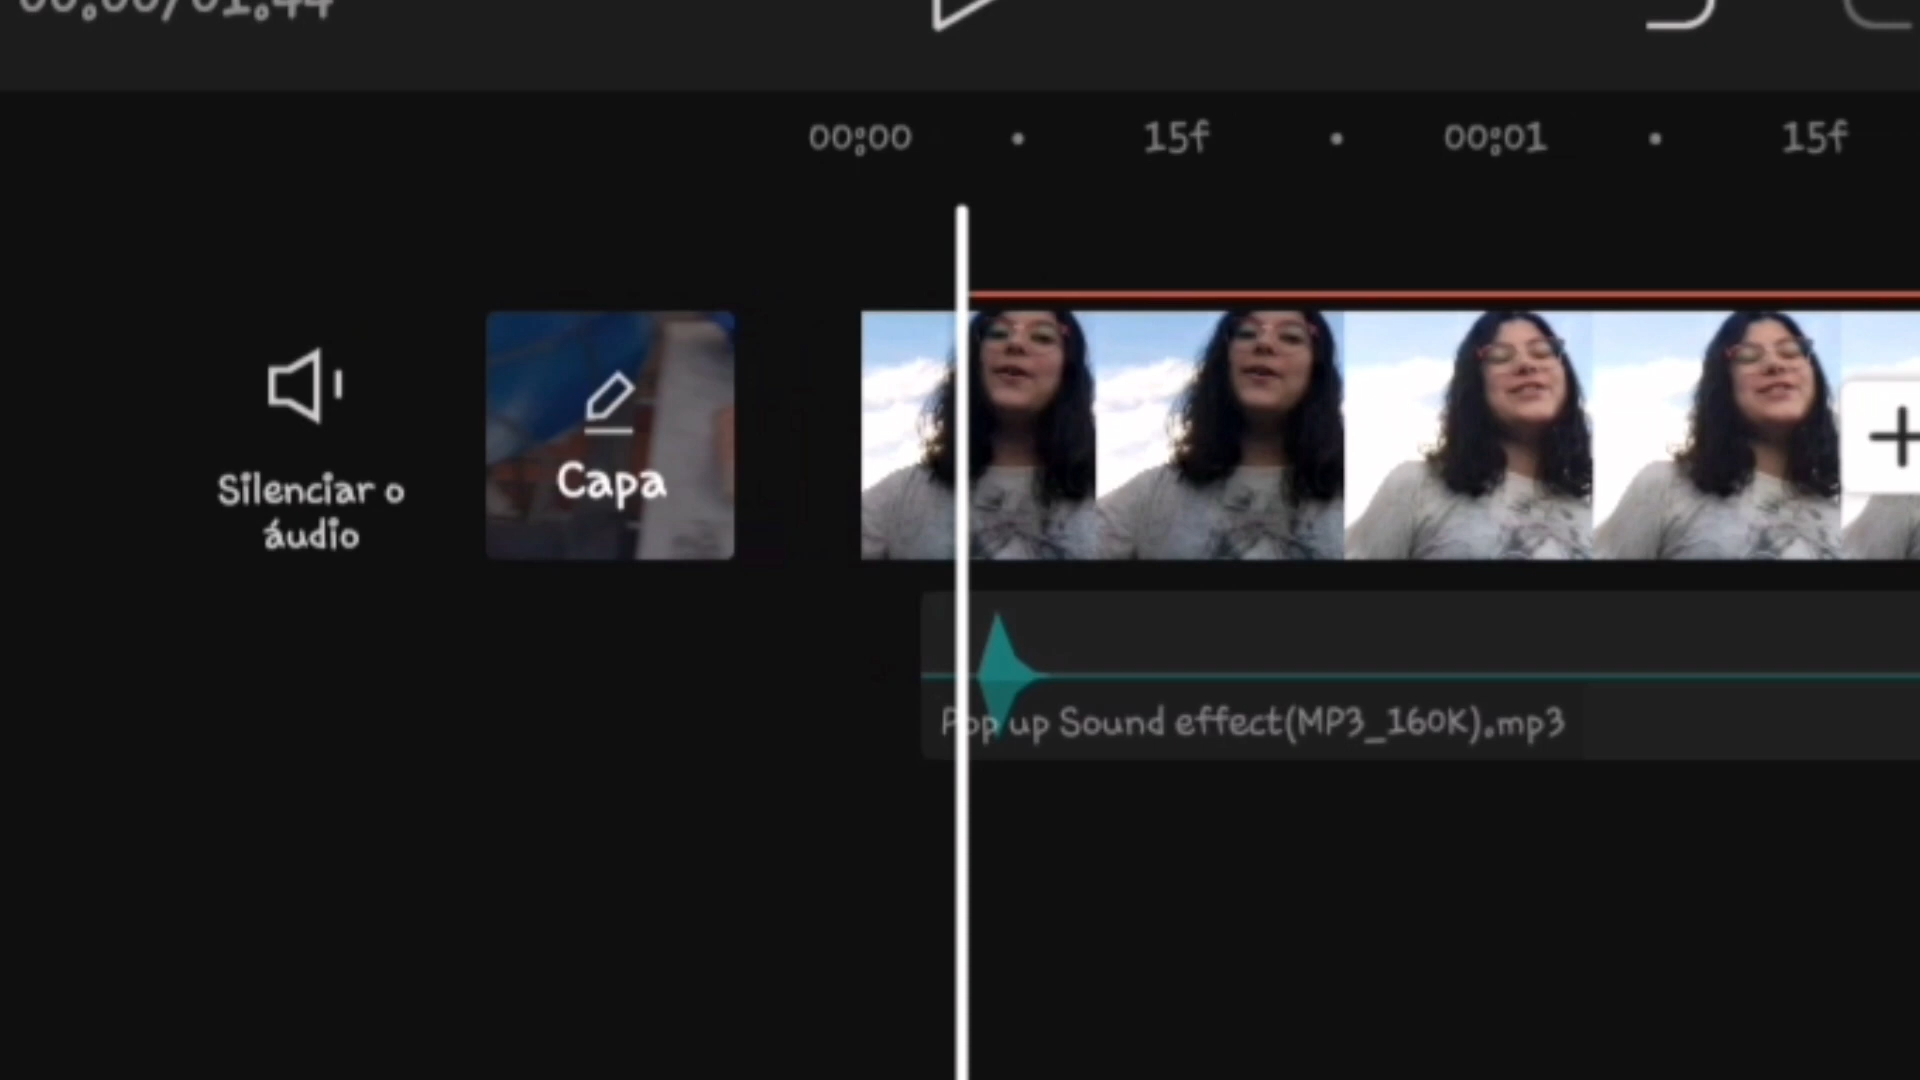 00:00/01:44
00:00 • 15f • 00:01 • 15f
Silenciar o
áudio
Capa
Pop up Sound effect(MP3_160K).mp3